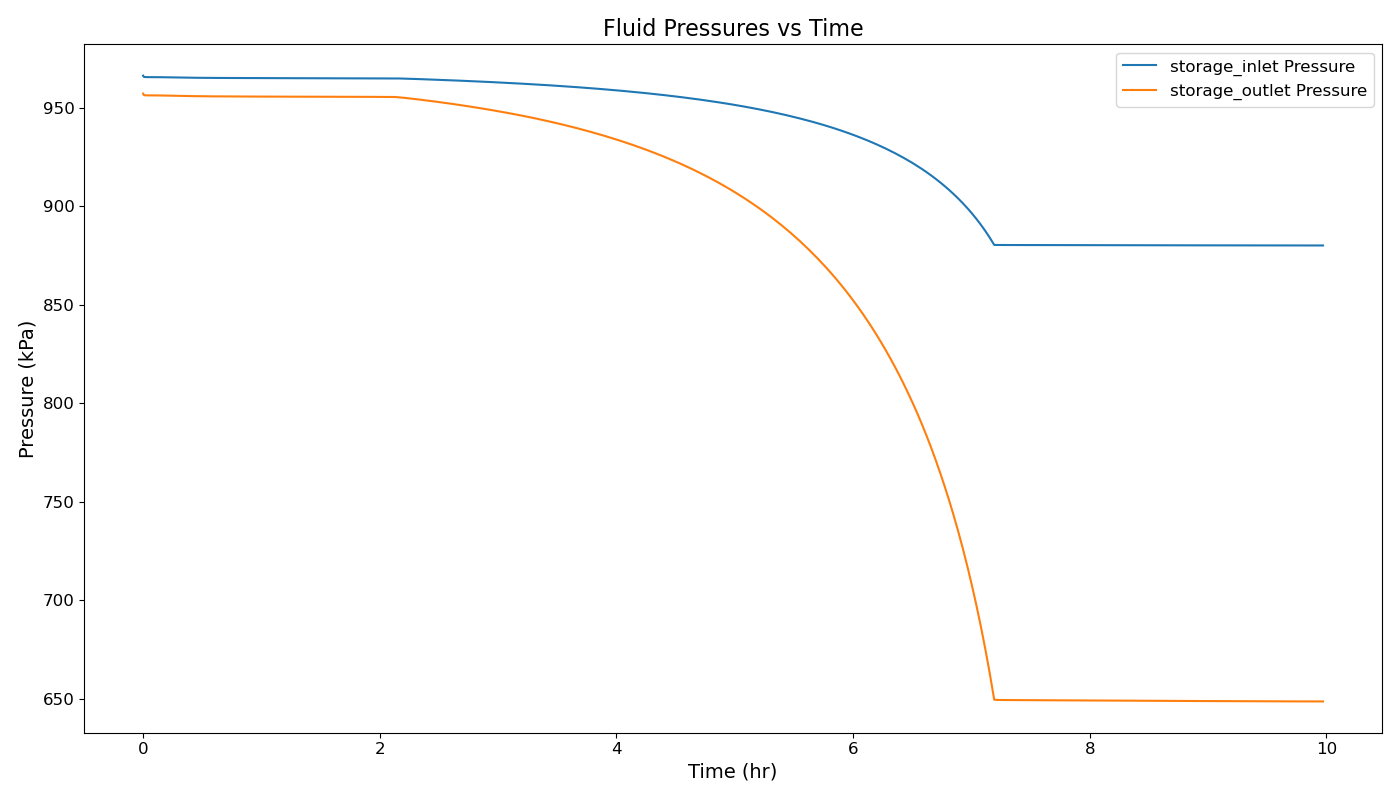 Fluid Pressures vs Time
storage_inlet Pressure
storage_outlet Pressure
Pressure (kPa)
950
900
850
800
750
700
650
0 2 4 6 8 10
Time (hr)